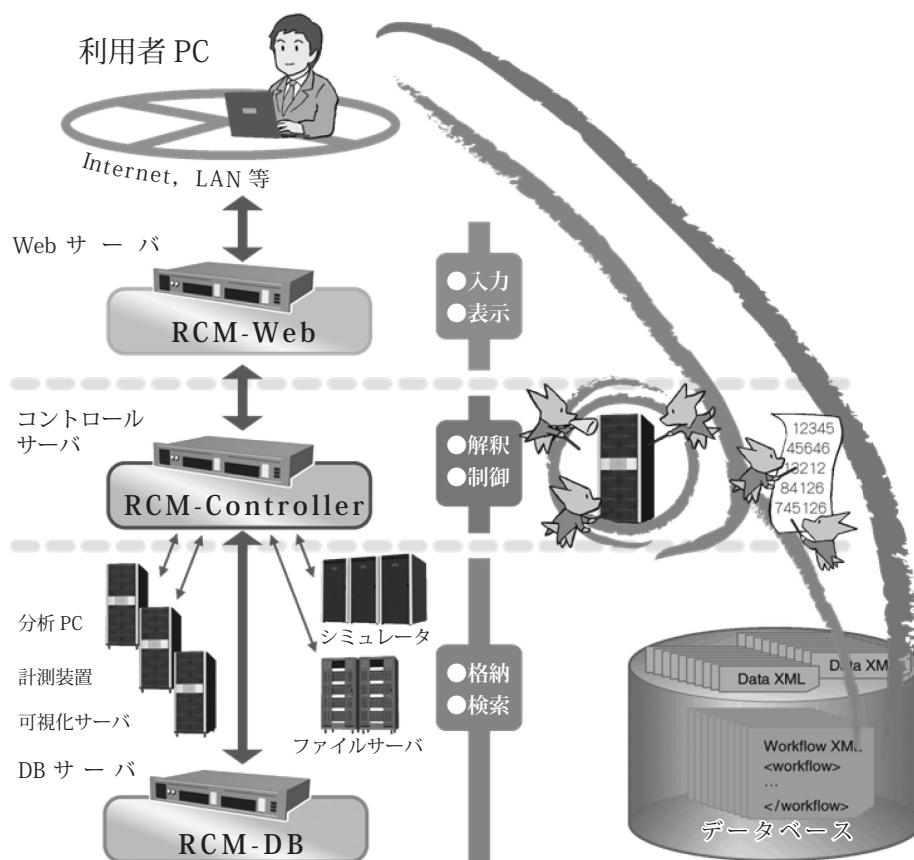 利用者 PC
Internet, LAN 等
Web サ ー バ
RCM-Web
●入力
●表示
コントロール
サーバ
RCM-Controller
●解釈
●制御
12345
45646
13212
84126
745126
分析 PC
計測装置
可視化サーバ
シミュレータ
ファイルサーバ
●格納
●検索
DB サ ー バ
RCM-DB
Data XML
Data XML
Workflow XML
<workflow>
...
</workflow>
データベース